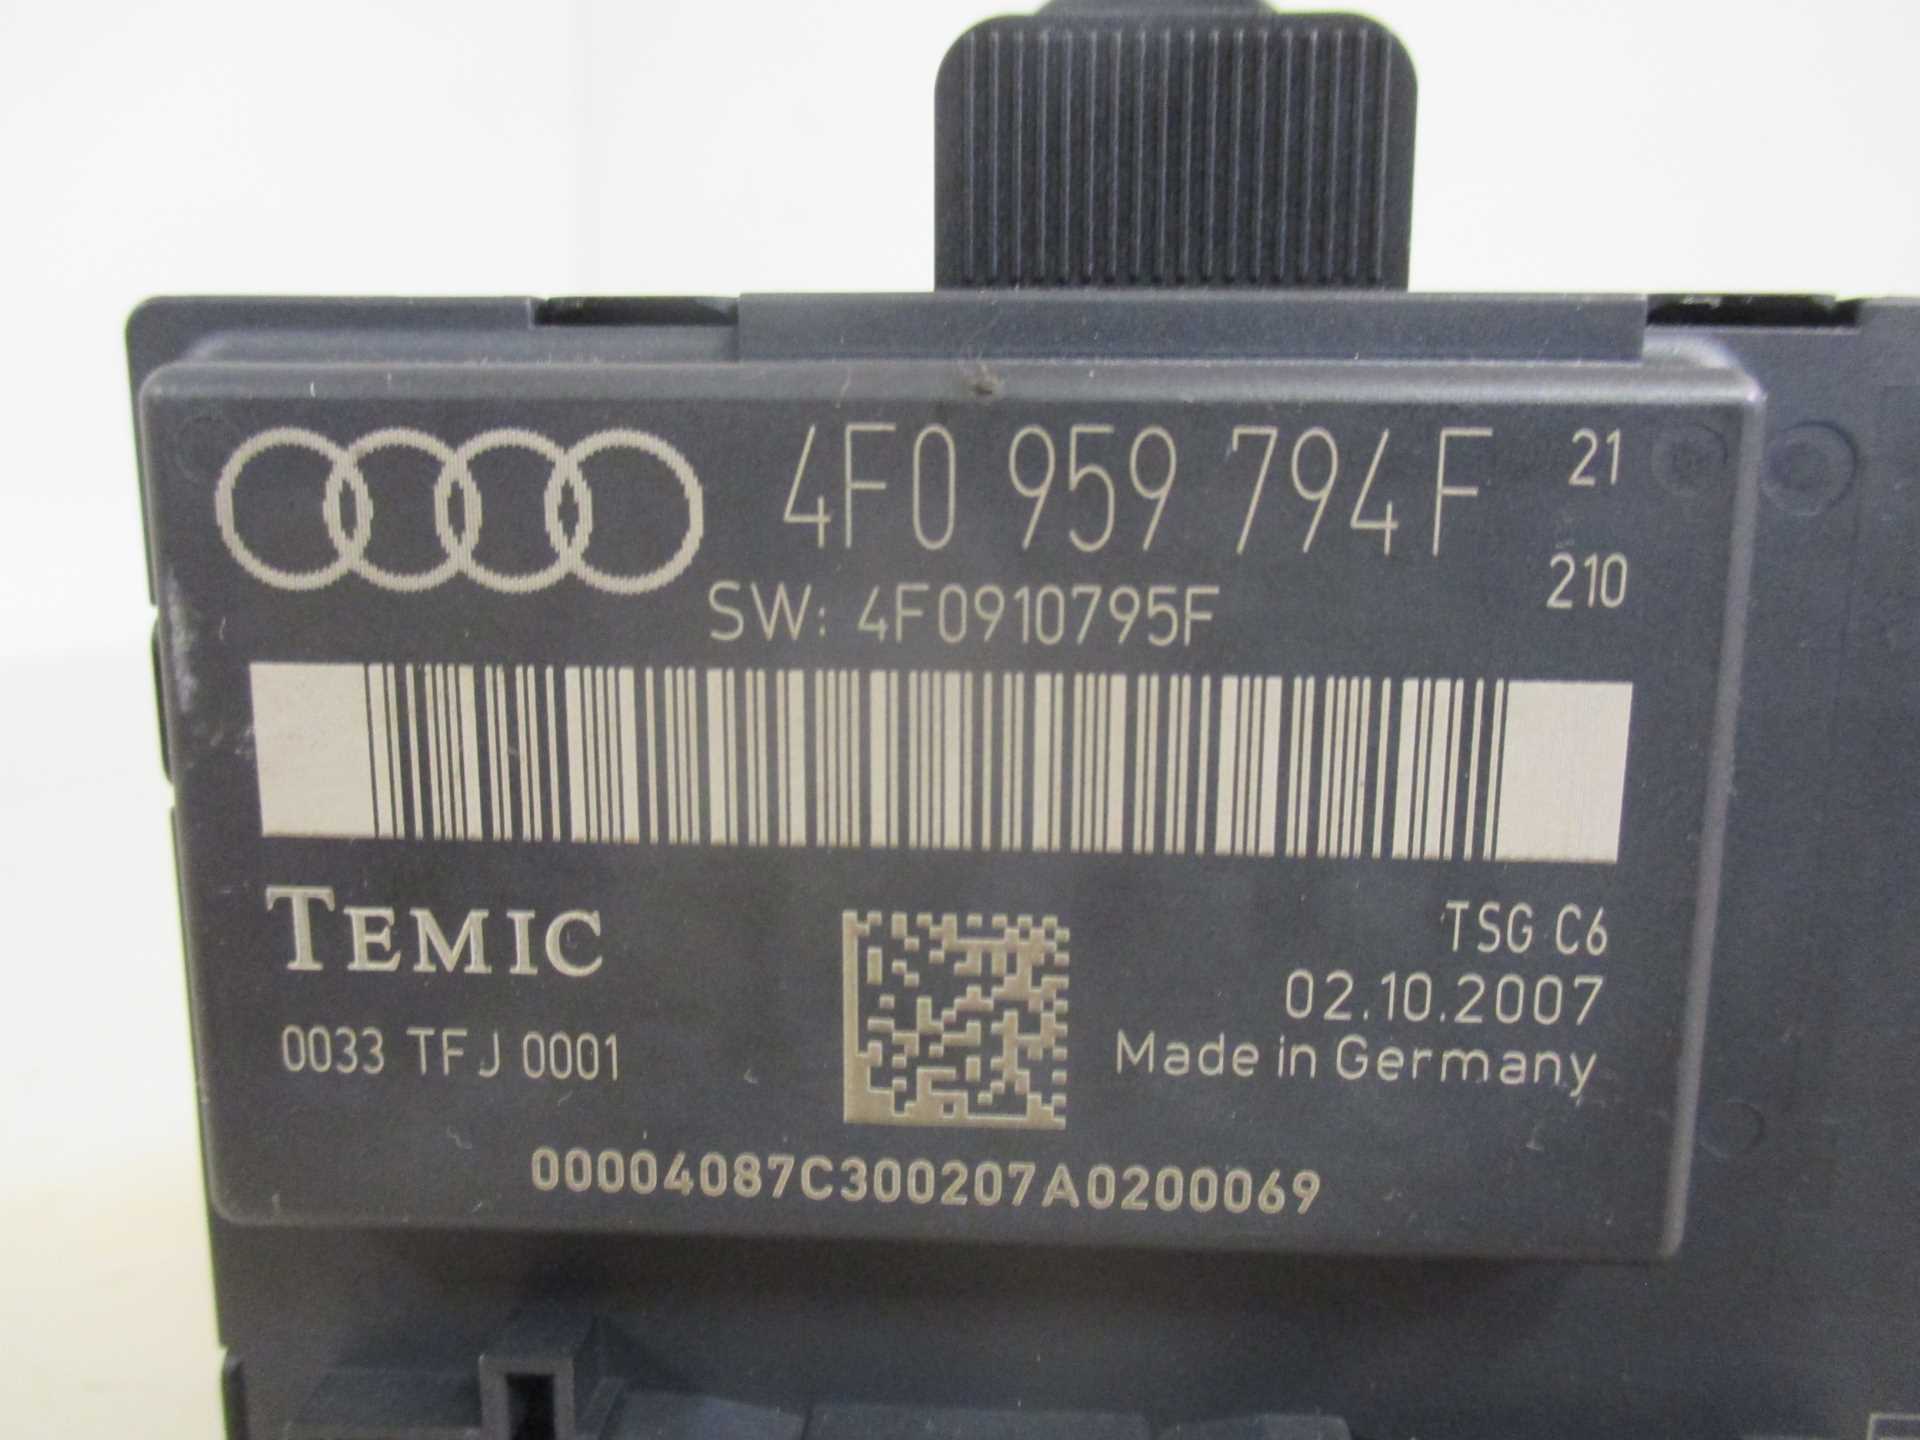 4F0 959 794 F 21
210
SW: 4F0910795F
TEMIC
TSG C6
02.10.2007
0033 TFJ 0001
Made in Germany
00004087C300207A0200069